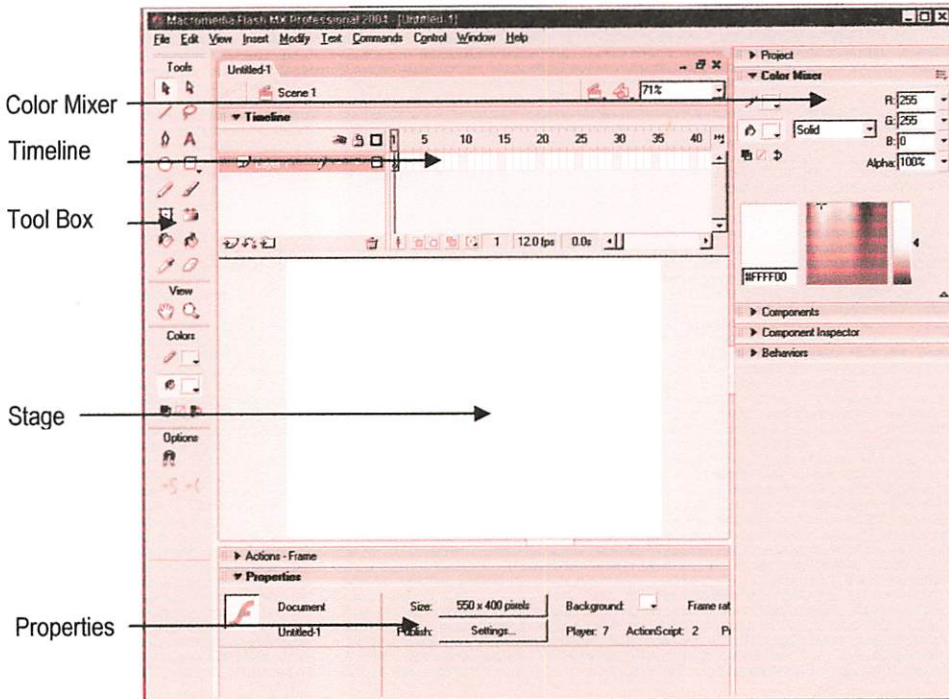 Macromedia Flash MX Professional 2004 - [Untitled-1]
File Edit View Insert Modify Text Commands Control Window Help
Tools
Untitled-1
Project
Color Mixer
Scene 1
71%
Color Mixer
R: 255
Timeline
G: 255
Solid
B: 0
1 5 10 15 20 25 30 35 40
Timeline
Alpha: 100%
Tool Box
1 12.0 fps 0.0s
#FFFF00
View
Components
Colors
Component Inspector
Behaviors
Stage
Options
Actions - Frame
Properties
Document
Size: 550 x 400 pixels
Background:
Frame rat
Properties
Untitled-1
Publish: Settings...
Player: 7 ActionScript: 2